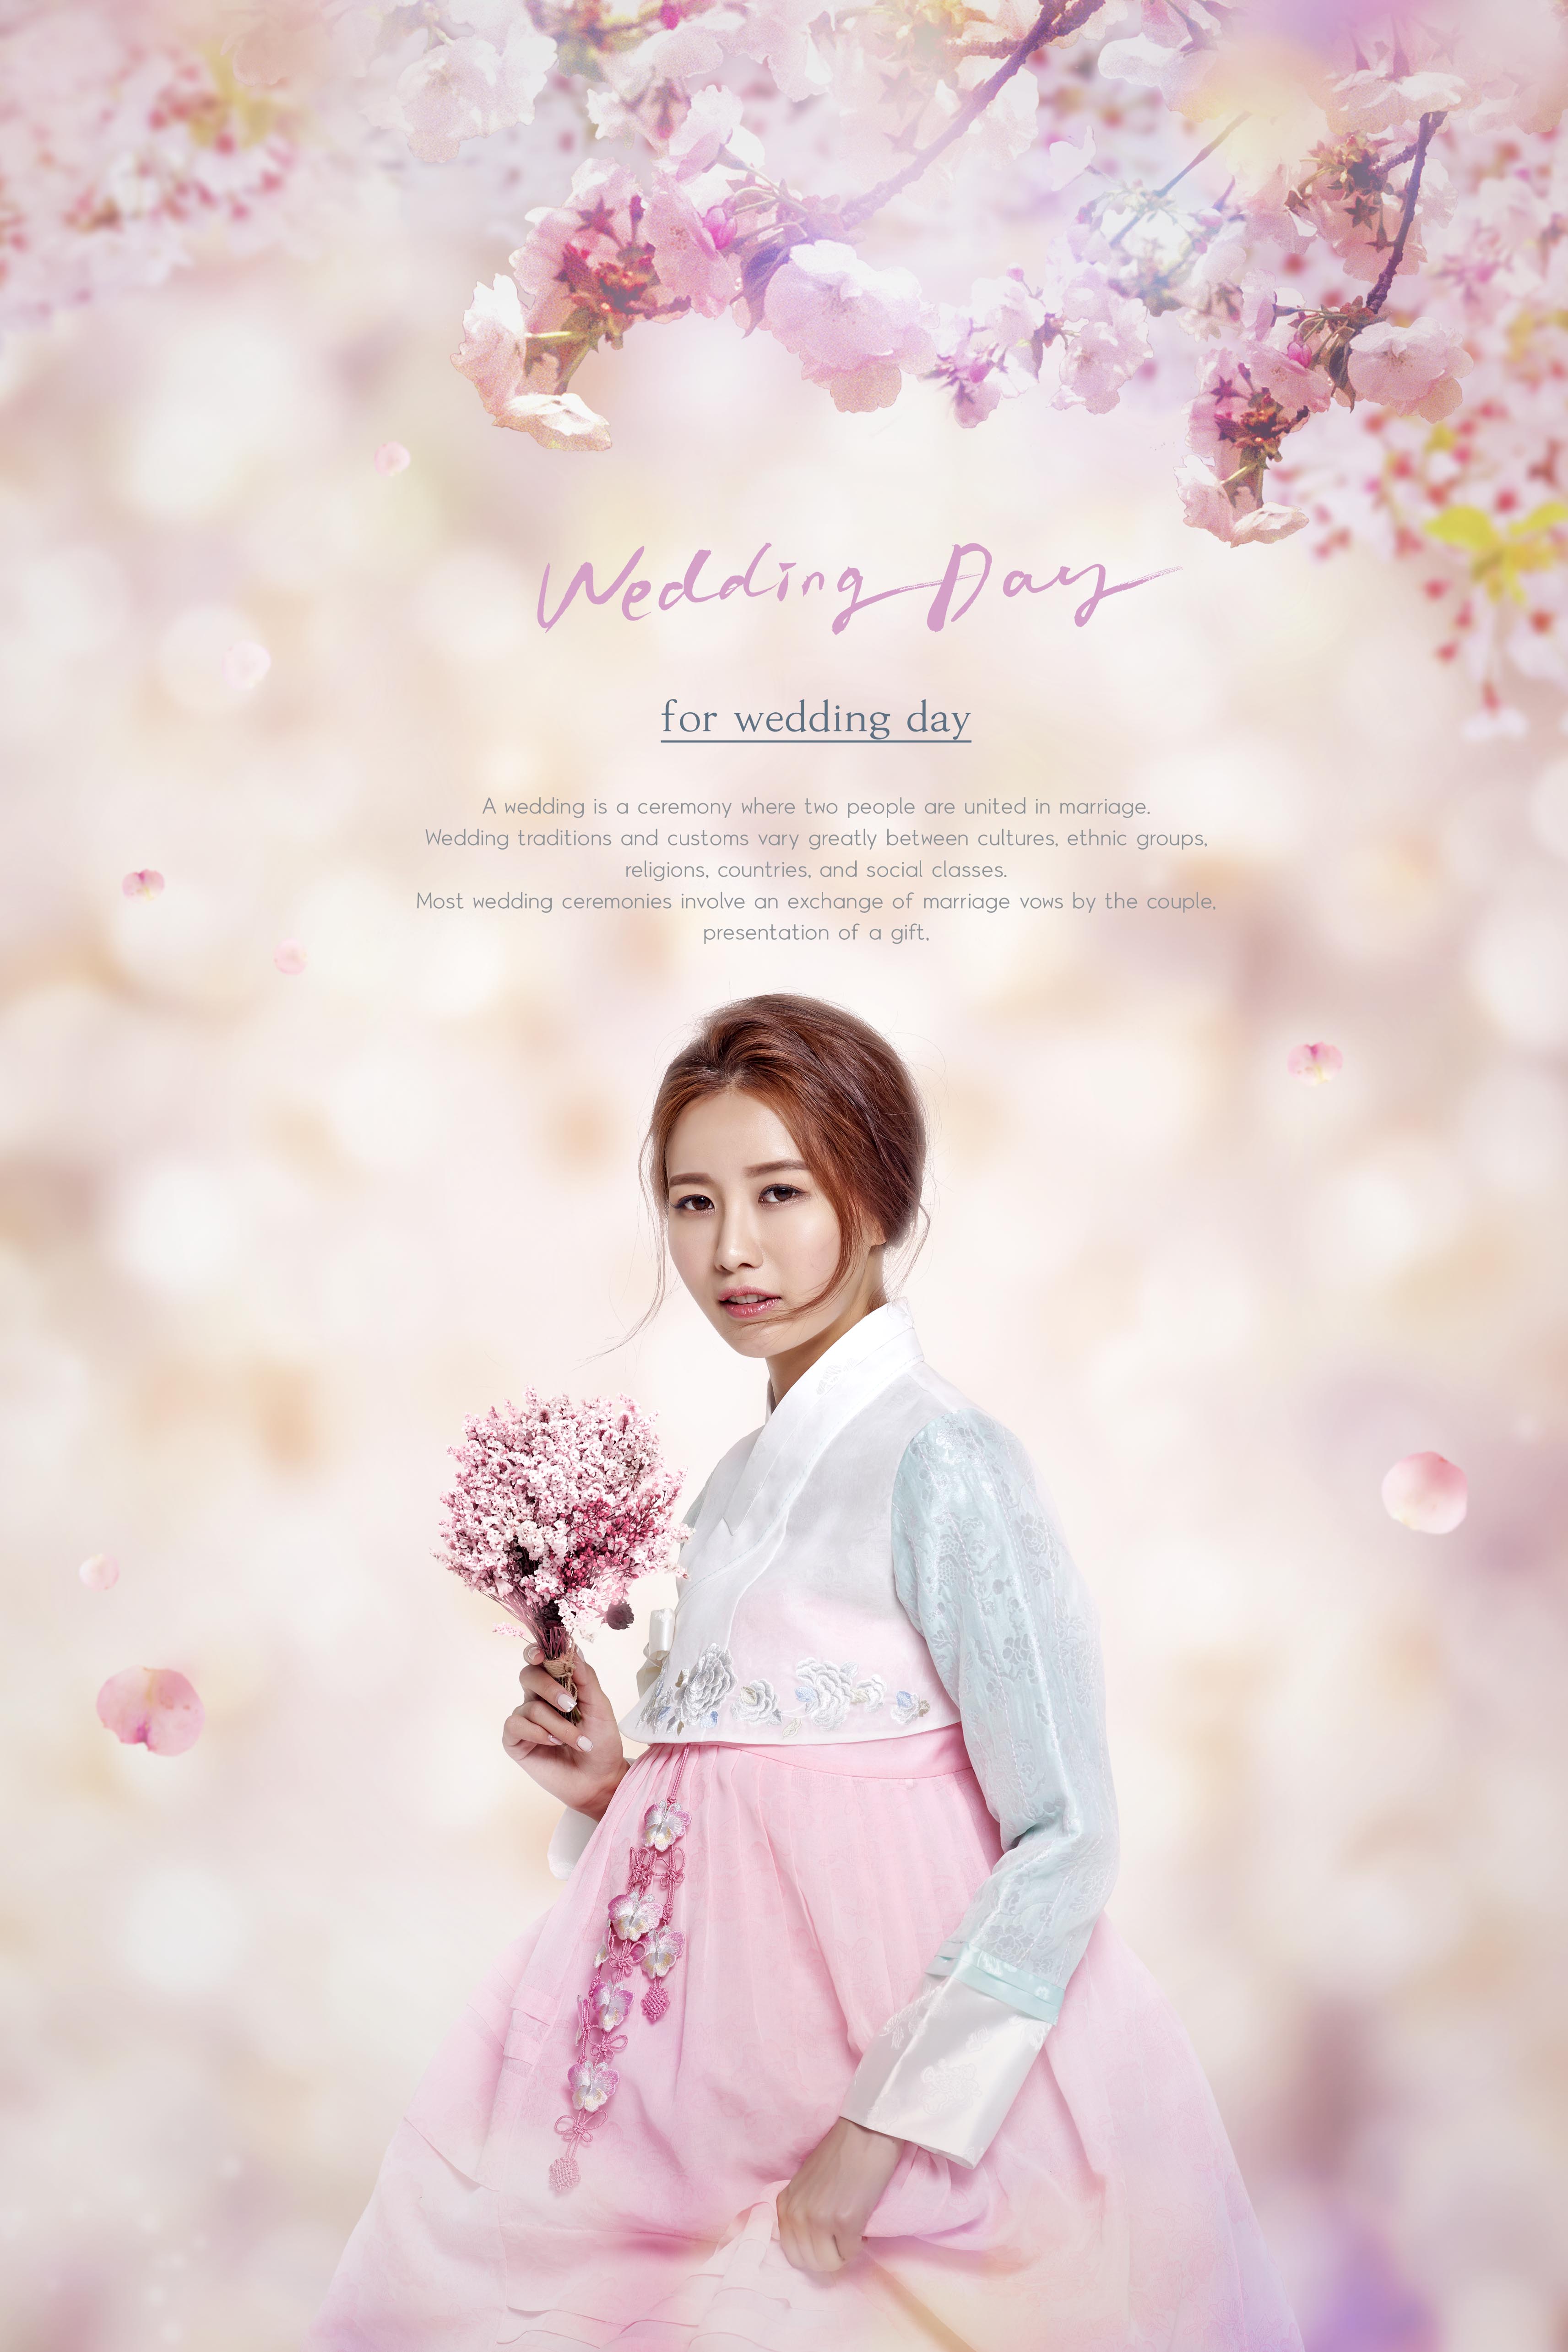 Wedding Day
for wedding day
A wedding is a ceremony where two people are united in marriage.
Wedding traditions and customs vary greatly between cultures, ethnic groups,
religions, countries, and social classes.
Most wedding ceremonies involve an exchange of marriage vows by the couple,
presentation of a gift,